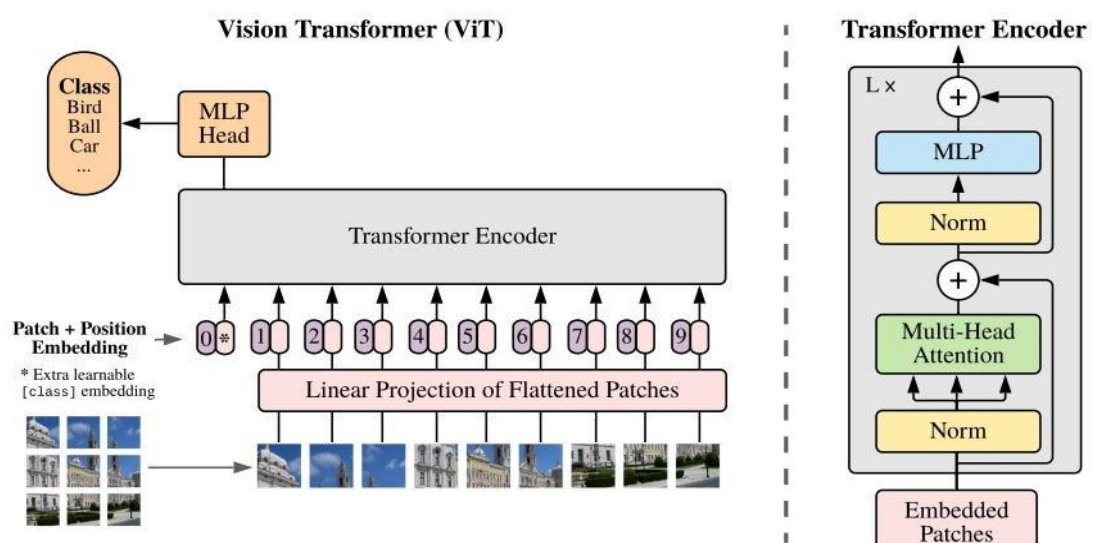 Vision Transformer (ViT)
Class
Bird
Ball
Car
...
MLP
Head
Transformer Encoder
Patch + Position
Embedding
0 * 1 2 3 4 5 6 7 8 9
* Extra learnable
[class] embedding
Linear Projection of Flattened Patches
Transformer Encoder
L ×
+
MLP
Norm
+
Multi-Head
Attention
Norm
Embedded
Patches